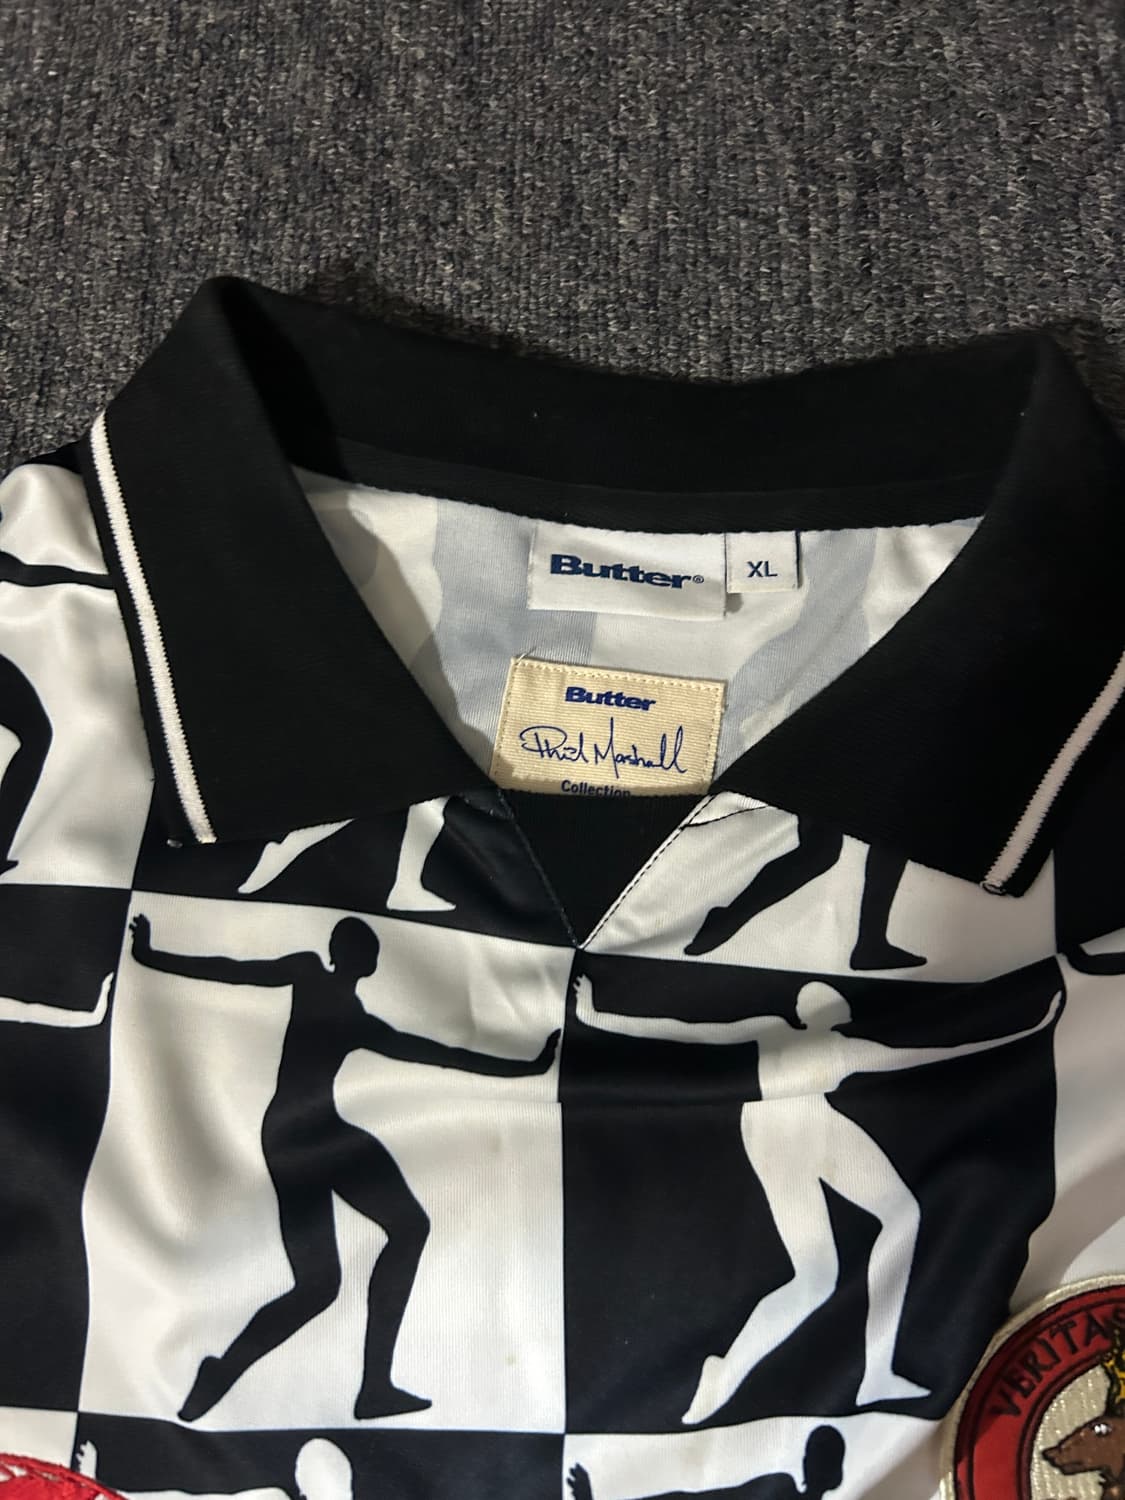 Butter®
XL
Butter
Phil Marshall
Collection
VERITAS